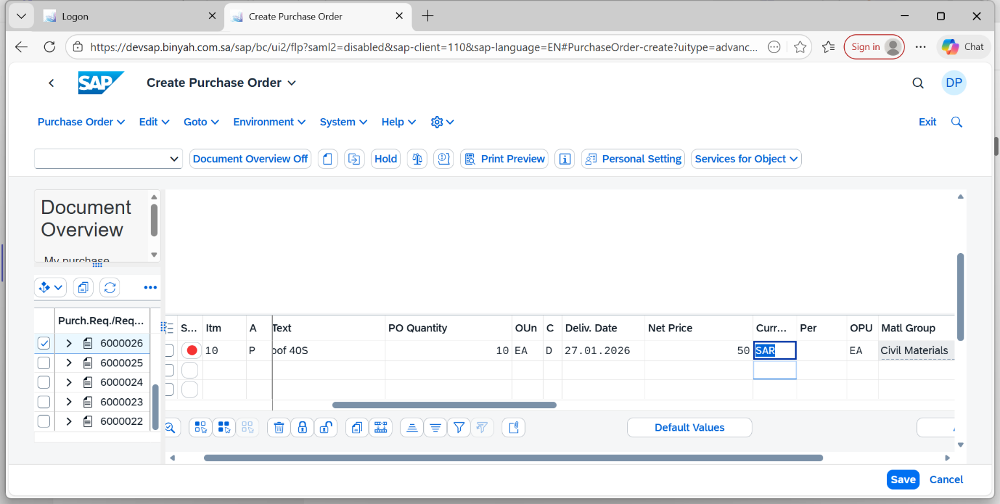 Logon
Create Purchase Order
https://devsap.binyah.com.sa/sap/bc/ui2/flp?saml2=disabled&sap-client=110&sap-language=EN#PurchaseOrder-create?uitype=advanc...
Sign in
Chat
SAP
Create Purchase Order
DP
Purchase Order
Edit
Goto
Environment
System
Help
Exit
Document Overview Off
Hold
Print Preview
Personal Setting
Services for Object
Document
Overview
My purchase
Purch.Req./Req...
6000026
6000025
6000024
6000023
6000022
S... Itm A Text PO Quantity OUn C Deliv. Date Net Price Curr... Per OPU Matl Group
10 P oof 40S 10 EA D 27.01.2026 50 SAR EA Civil Materials
Default Values
Save
Cancel